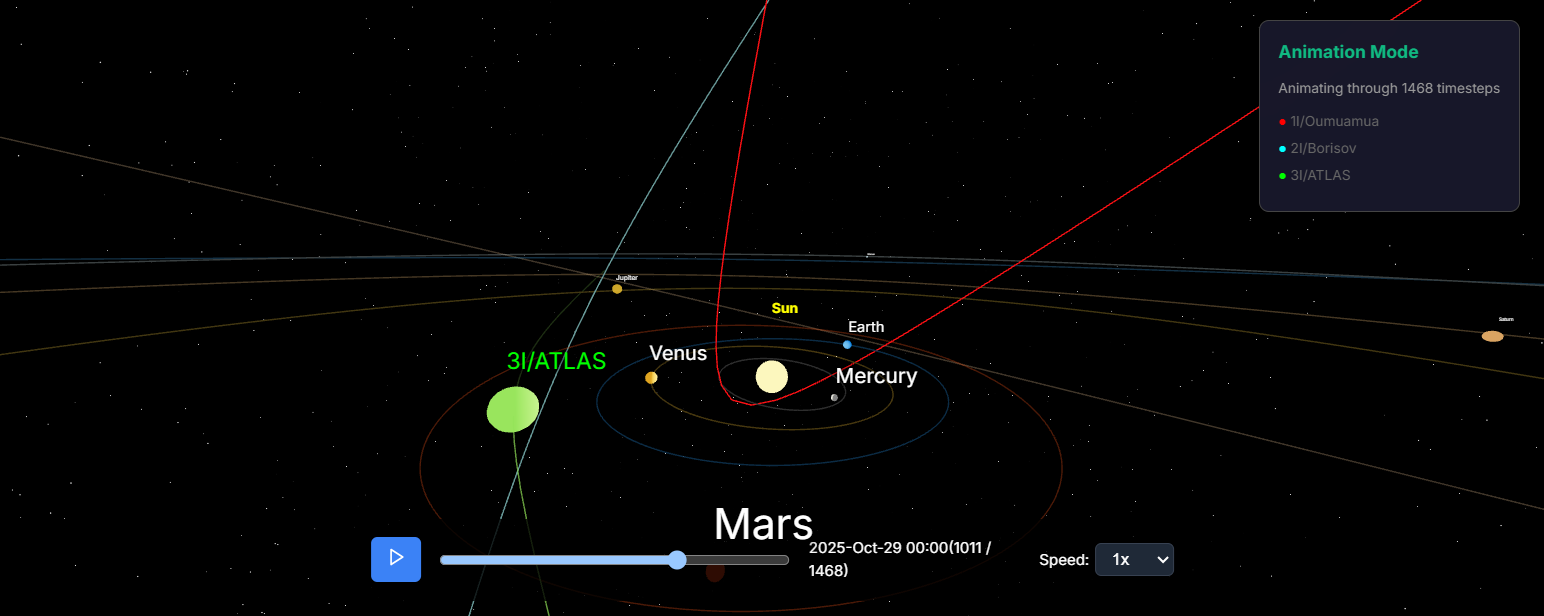 Animation Mode
Animating through 1468 timesteps
1I/Oumuamua
2I/Borisov
3I/ATLAS
Jupiter
Sun
Saturn
Earth
3I/ATLAS
Venus
Mercury
Mars
2025-Oct-29 00:00(1011 /
1468)
Speed:
1x